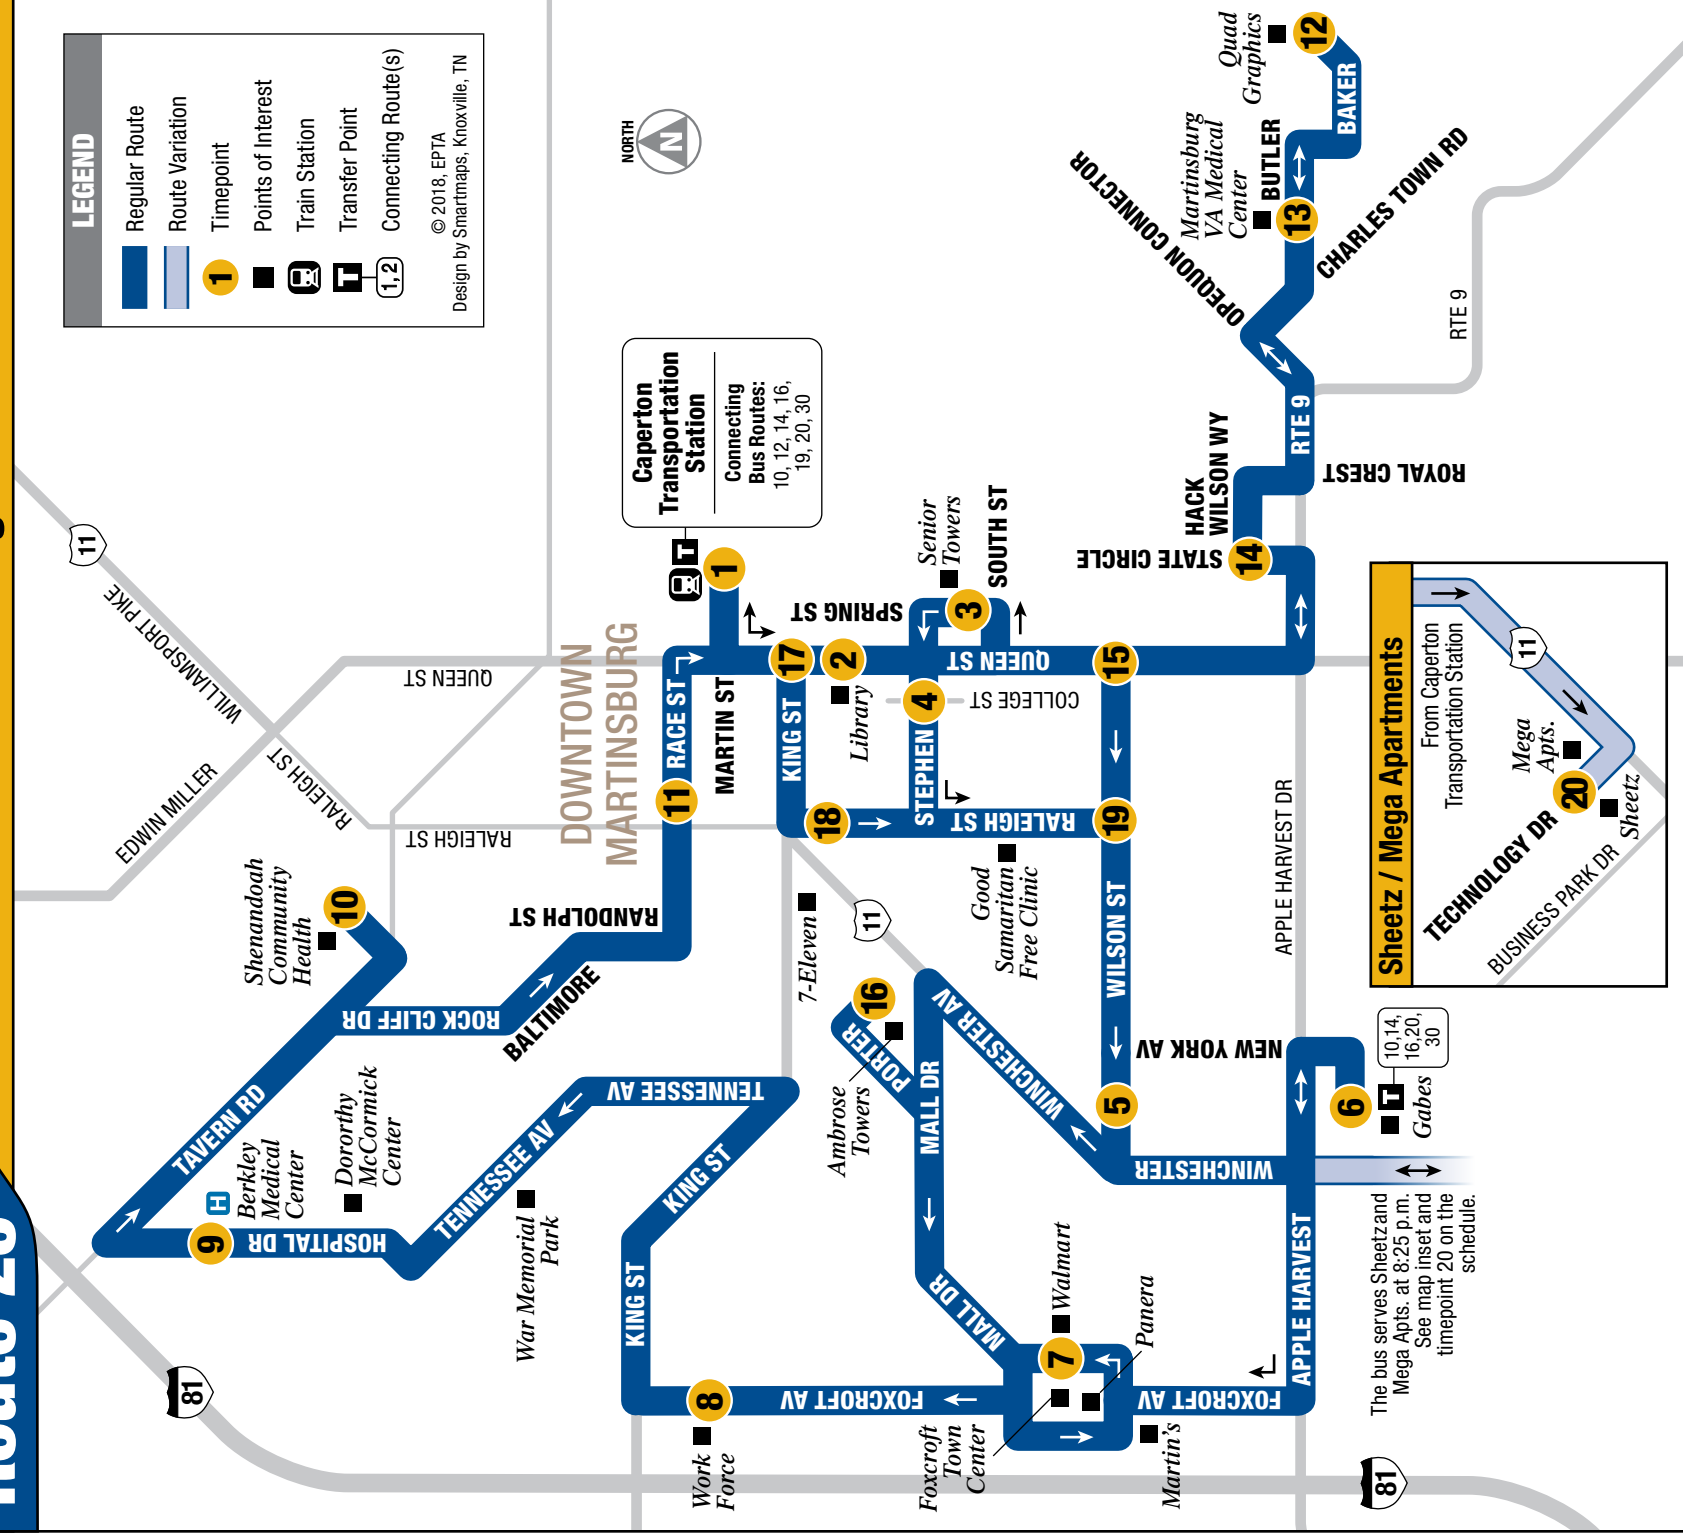 LEGEND
Regular Route
Route Variation
1 Timepoint
Points of Interest
Train Station
T Transfer Point
1, 2 Connecting Route(s)
© 2018, EPTA
Design by Smartmaps, Knoxville, TN
NORTH
N
11
WILLIAMSPORT PIKE
EDWIN MILLER
RALEIGH ST
RALEIGH ST
QUEEN ST
81
TAVERN RD
Shenandoah
Community
Health
10
ROCK CLIFF DR
BALTIMORE
RANDOLPH ST
H
Berkley
Medical
Center
9
HOSPITAL DR
Dororthy
McCormick
Center
TENNESSEE AV
TENNESSEE AV
War Memorial
Park
KING ST
KING ST
DOWNTOWN
MARTINSBURG
11
RACE ST
MARTIN ST
Caperton
Transportation
Station
Connecting
Bus Routes:
10, 12, 14, 16,
19, 20, 30
T
1
17
KING ST
2
Library
18
SPRING ST
Senior
Towers
3
SOUTH ST
4
STEPHEN
COLLEGE ST
QUEEN ST
RALEIGH ST
7-Eleven
11
Good
Samaritan
Free Clinic
15
19
WILSON ST
5
16
PORTER
Ambrose
Towers
MALL DR
MALL DR
WINCHESTER AV
WINCHESTER AV
WINCHESTER
8
Work
Force
FOXCROFT AV
Foxcroft
Town
Center
7
Walmart
Panera
Martin's
FOXCROFT AV
APPLE HARVEST
APPLE HARVEST DR
NEW YORK AV
6
T
10,14,
16,20,
30
Gabes
The bus serves Sheetz and
Mega Apts. at 8:25 p.m.
See map inset and
timepoint 20 on the
schedule.
81
STATE CIRCLE
14
HACK
WILSON WY
ROYAL CREST
RTE 9
RTE 9
OPEQUON CONNECTOR
CHARLES TOWN RD
Martinsburg
VA Medical
Center
13
BUTLER
BAKER
Quad
Graphics
12
Sheetz / Mega Apartments
From Caperton
Transportation Station
11
Mega
Apts.
20
TECHNOLOGY DR
Sheetz
BUSINESS PARK DR